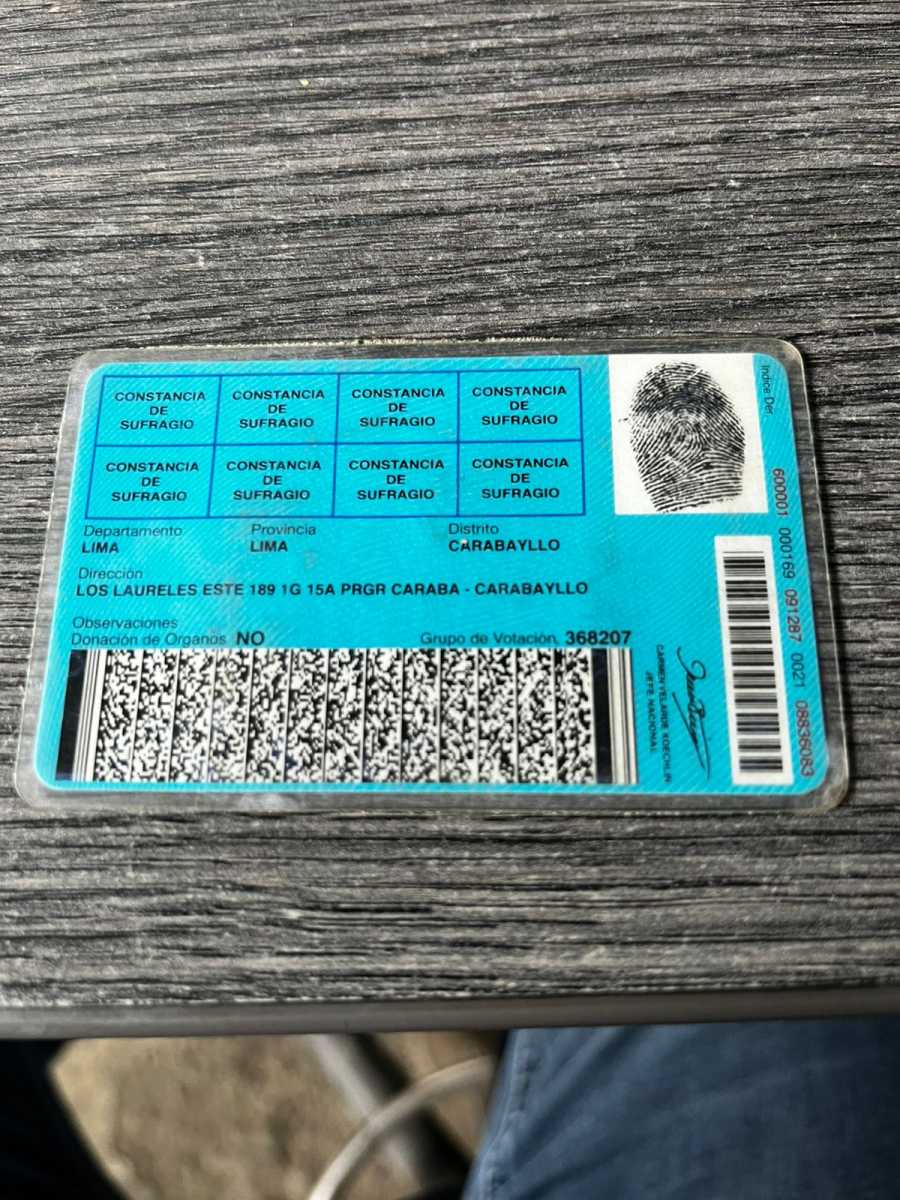 CONSTANCIA DE SUFRAGIO
CONSTANCIA DE SUFRAGIO
CONSTANCIA DE SUFRAGIO
CONSTANCIA DE SUFRAGIO
CONSTANCIA DE SUFRAGIO
CONSTANCIA DE SUFRAGIO
CONSTANCIA DE SUFRAGIO
CONSTANCIA DE SUFRAGIO
Departamento Provincia Distrito
LIMA LIMA CARABAYLLO
Dirección
LOS LAURELES ESTE 189 1G 15A PRGR CARABA - CARABAYLLO
Observaciones
Donación de Organos NO Grupo de Votación 368207
CARMEN VELARDE KOECHLIN
JEFE NACIONAL
Indice Der
600001 000169 091287 0021 08836083